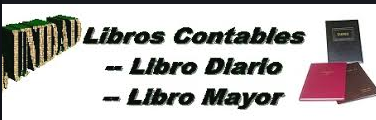 UNIDAD
Libros Contables
-- Libro Diario
-- Libro Mayor